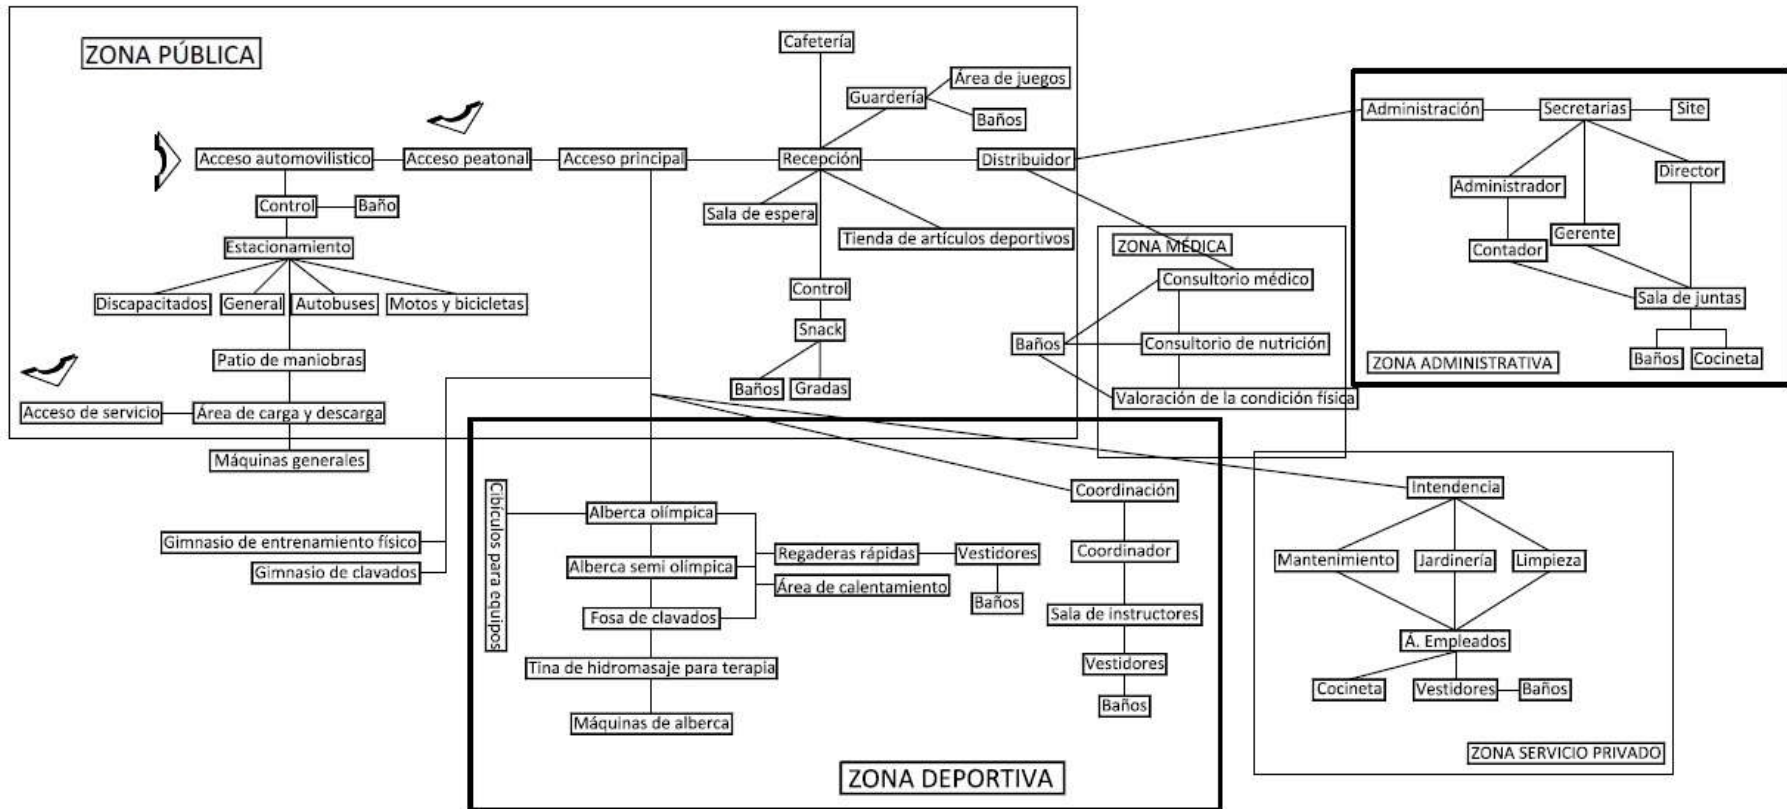 ZONA PÚBLICA
Cafetería
Área de juegos
Guardería
Baños
Acceso automovilistico
Acceso peatonal
Acceso principal
Recepción
Distribuidor
Control
Baño
Sala de espera
Tienda de artículos deportivos
Estacionamiento
Discapacitados
General
Autobuses
Motos y bicicletas
Control
Snack
Baños
Gradas
Patio de maniobras
Acceso de servicio
Área de carga y descarga
Máquinas generales
Gimnasio de entrenamiento físico
Gimnasio de clavados
Administración
Secretarias
Site
Administrador
Director
Gerente
Contador
Sala de juntas
Baños
Cocineta
ZONA ADMINISTRATIVA
ZONA MÉDICA
Consultorio médico
Baños
Consultorio de nutrición
Valoración de la condición física
Cibículos para equipos
Alberca olímpica
Alberca semi olímpica
Regaderas rápidas
Vestidores
Área de calentamiento
Baños
Fosa de clavados
Tina de hidromasaje para terapia
Máquinas de alberca
Coordinación
Coordinador
Sala de instructores
Vestidores
Baños
ZONA DEPORTIVA
Intendencia
Mantenimiento
Jardinería
Limpieza
Á. Empleados
Cocineta
Vestidores
Baños
ZONA SERVICIO PRIVADO